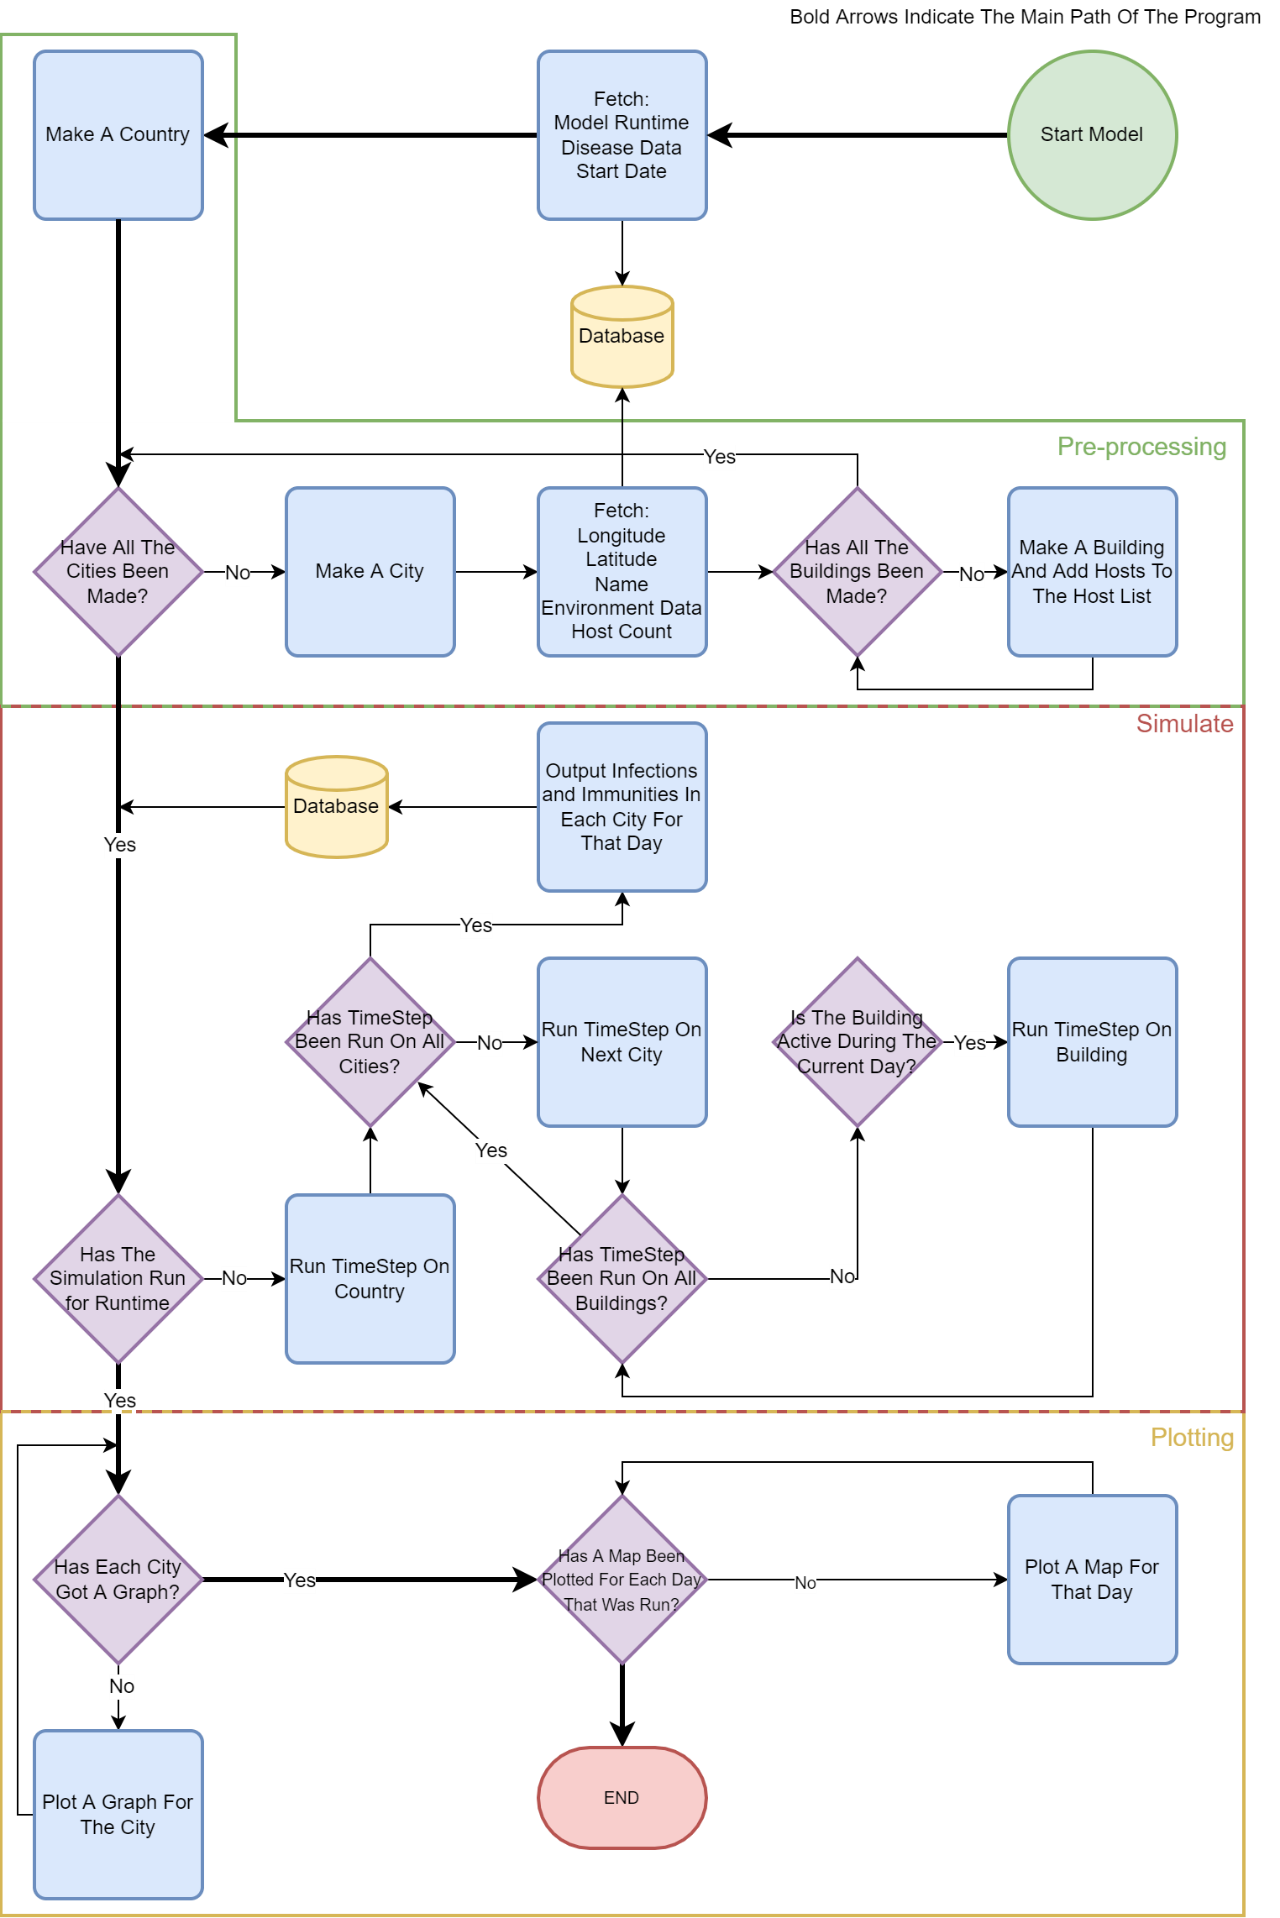 Bold Arrows Indicate The Main Path Of The Program
Make A Country
Fetch:
Model Runtime
Disease Data
Start Date
Start Model
Database
Pre-processing
Yes
Have All The
Cities Been
Made?
No
Make A City
Fetch:
Longitude
Latitude
Name
Environment Data
Host Count
Has All The
Buildings Been
Made?
No
Make A Building
And Add Hosts To
The Host List
Simulate
Yes
Database
Output Infections
and Immunities In
Each City For
That Day
Yes
Has TimeStep
Been Run On All
Cities?
No
Run TimeStep On
Next City
Is The Building
Active During The
Current Day?
Yes
Run TimeStep On
Building
Yes
Has The
Simulation Run
for Runtime
No
Run TimeStep On
Country
Has TimeStep
Been Run On All
Buildings?
No
Yes
Plotting
Has Each City
Got A Graph?
Yes
Has A Map Been
Plotted For Each Day
That Was Run?
No
Plot A Map For
That Day
No
Plot A Graph For
The City
END